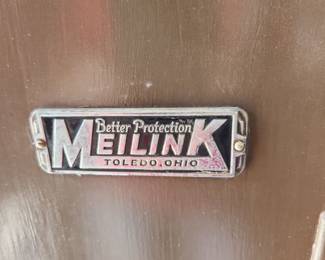 Better Protection
MEILINK
TOLEDO, OHIO